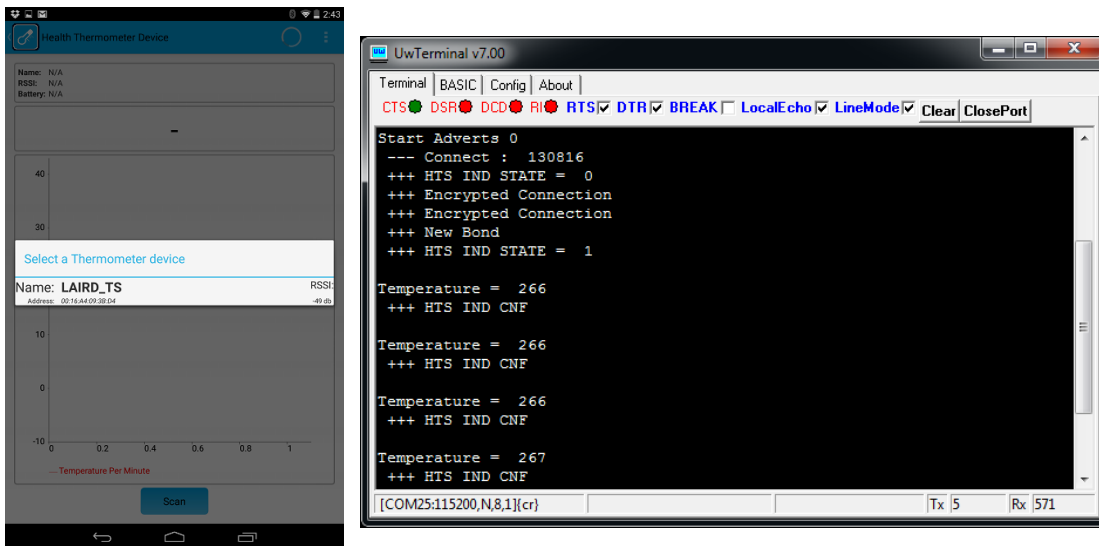 2:43
Health Thermometer Device
Name: N/A
RSSI: N/A
Battery: N/A
-
40
30
Select a Thermometer device
Name: LAIRD_TS RSSI:
Address: 00:16:A4:09:3B:D4 -49 db
10
0
-10
0 0.2 0.4 0.6 0.8 1
Temperature Per Minute
Scan
UwTerminal v7.00
Terminal BASIC Config About
CTS DSR DCD RI RTS DTR BREAK LocalEcho LineMode Clear ClosePort
Start Adverts 0
--- Connect : 130816
+++ HTS IND STATE = 0
+++ Encrypted Connection
+++ Encrypted Connection
+++ New Bond
+++ HTS IND STATE = 1
Temperature = 266
+++ HTS IND CNF
Temperature = 266
+++ HTS IND CNF
Temperature = 266
+++ HTS IND CNF
Temperature = 267
+++ HTS IND CNF
[COM25:115200,N,8,1]{cr} Tx 5 Rx 571